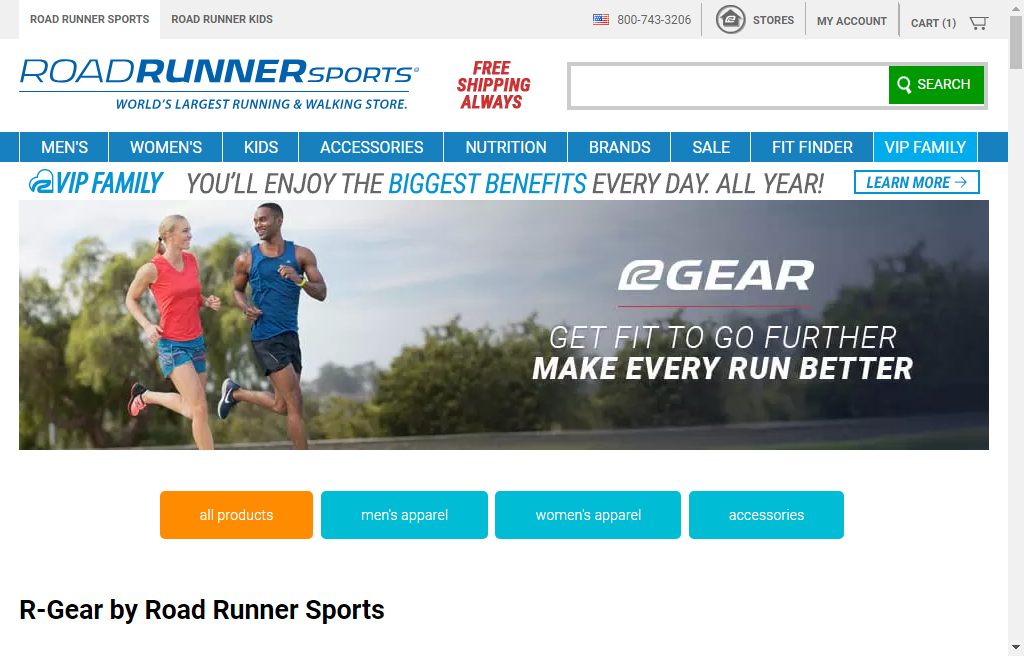 ROAD RUNNER SPORTS
ROAD RUNNER KIDS
800-743-3206
STORES
MY ACCOUNT
CART (1)
ROADRUNNERSPORTS®
WORLD'S LARGEST RUNNING & WALKING STORE.
FREE
SHIPPING
ALWAYS
SEARCH
MEN'S
WOMEN'S
KIDS
ACCESSORIES
NUTRITION
BRANDS
SALE
FIT FINDER
VIP FAMILY
VIP FAMILY
YOU'LL ENJOY THE BIGGEST BENEFITS EVERY DAY. ALL YEAR!
LEARN MORE →
GEAR
GET FIT TO GO FURTHER
MAKE EVERY RUN BETTER
all products
men's apparel
women's apparel
accessories
R-Gear by Road Runner Sports